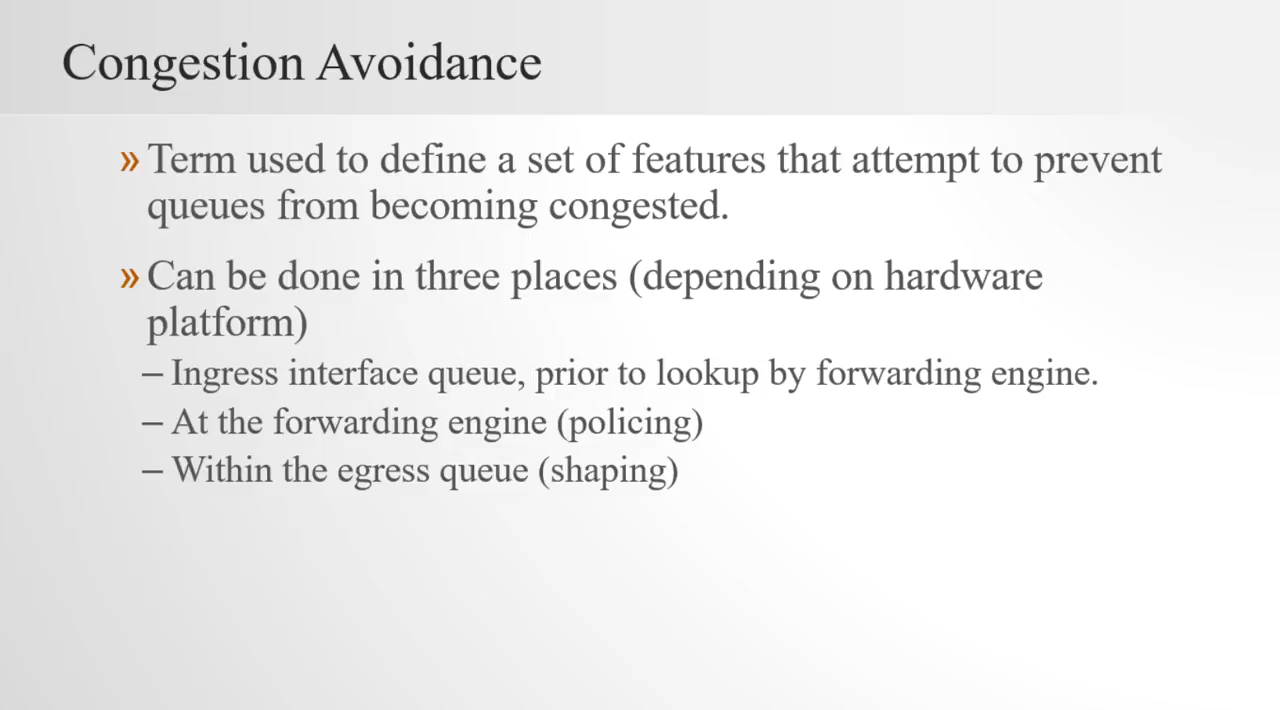 Congestion Avoidance
» Term used to define a set of features that attempt to prevent
queues from becoming congested.
» Can be done in three places (depending on hardware
platform)
– Ingress interface queue, prior to lookup by forwarding engine.
– At the forwarding engine (policing)
– Within the egress queue (shaping)